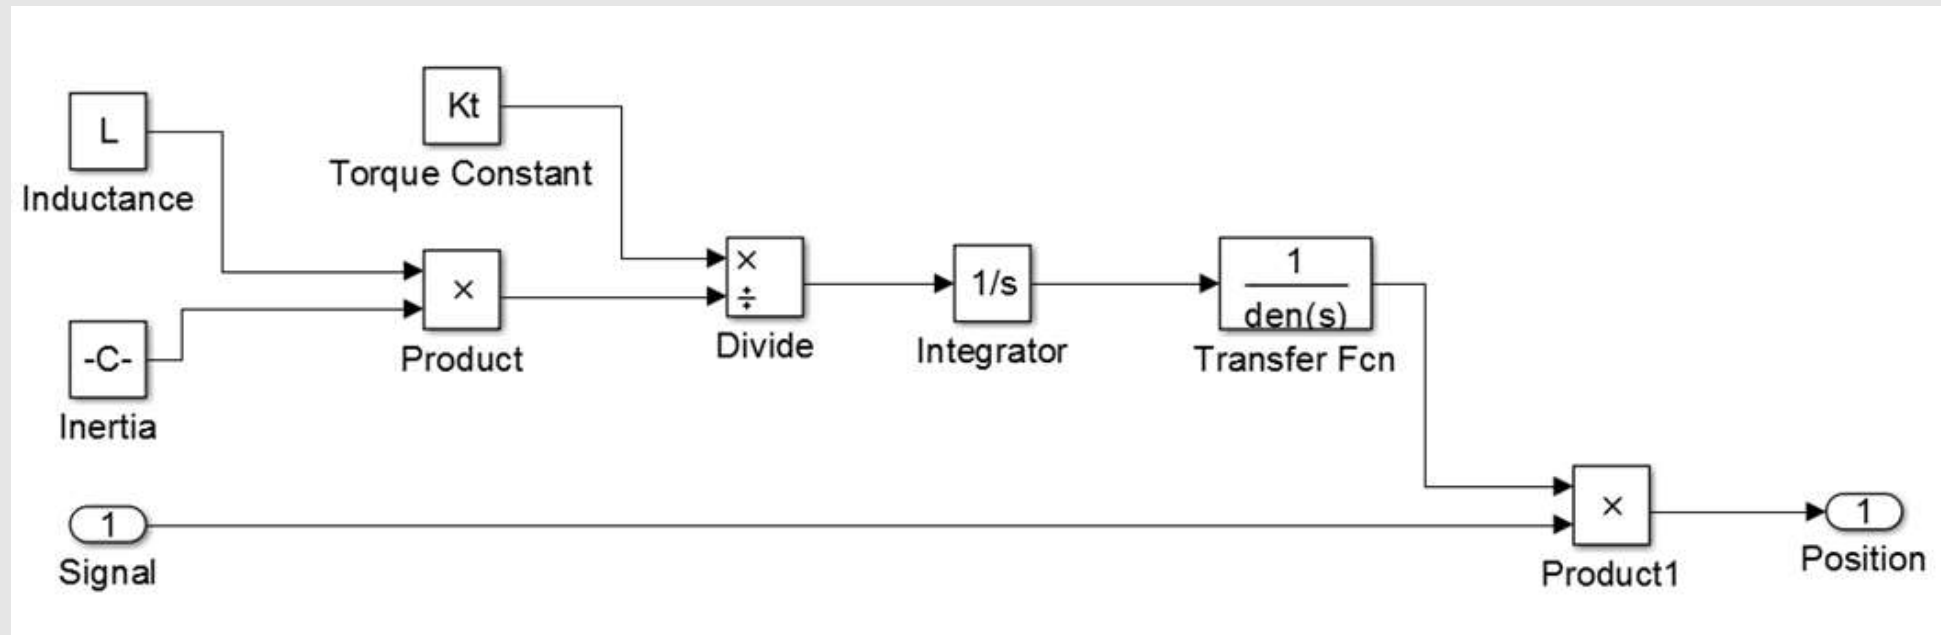 Kt
Torque Constant
L
Inductance
×
Product
×
÷
Divide
1/s
Integrator
1
den(s)
Transfer Fcn
-C-
Inertia
1
Signal
×
Product1
1
Position